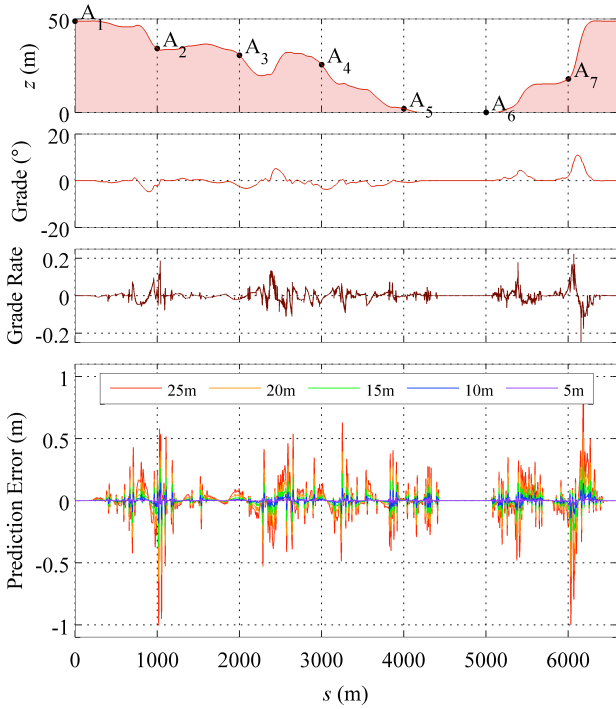 50
0
z (m)
A1
A2
A3
A4
A5
A6
A7
20
0
-20
Grade (°)
0.2
0
-0.2
Grade Rate
1
0.5
0
-0.5
-1
Prediction Error (m)
25m 20m 15m 10m 5m
0 1000 2000 3000 4000 5000 6000
s (m)